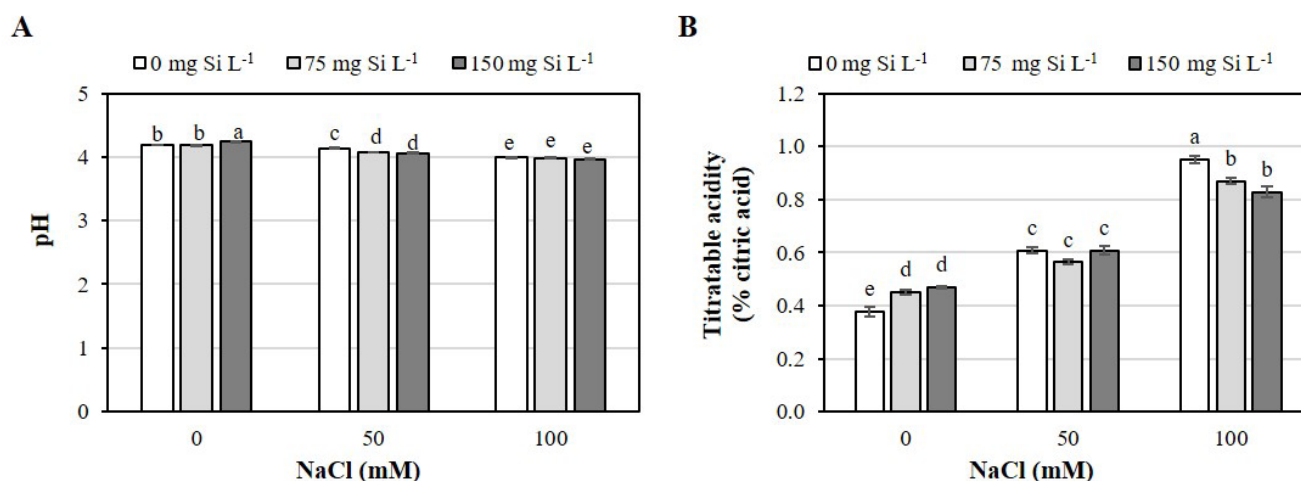 A
0 mg Si L-1 75 mg Si L-1 150 mg Si L-1
pH
5
4
3
2
1
0
b b a c d d e e e
0 50 100
NaCl (mM)
B
0 mg Si L-1 75 mg Si L-1 150 mg Si L-1
Titratable acidity
(% citric acid)
1.2
1.0
0.8
0.6
0.4
0.2
0.0
e d d c c c a b b
0 50 100
NaCl (mM)